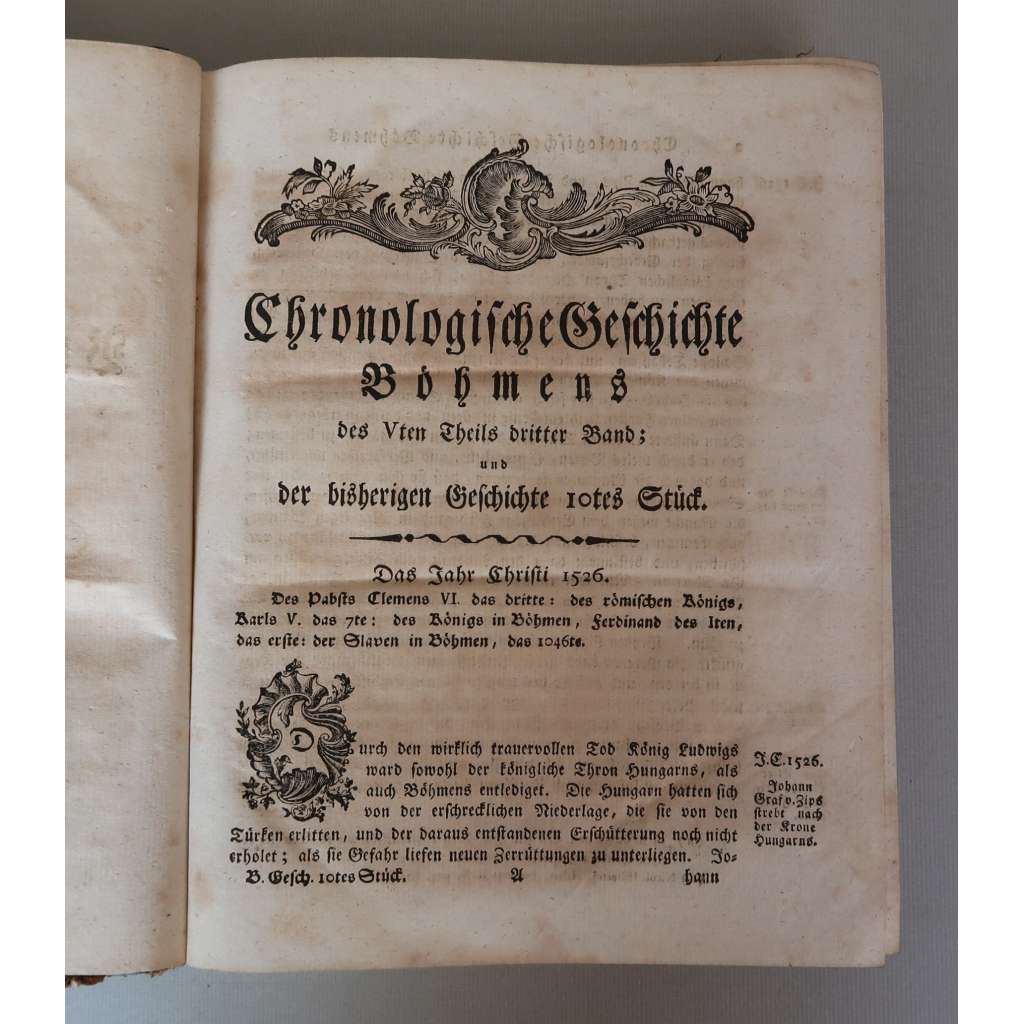 Chronologische Geschichte
Böhmens
des Vten Theils dritter Band;
und
der bisherigen Geschichte 10tes Stück.
Das Jahr Christi 1526.
Des Pabsts Clemens VI. das dritte: des römischen Königs,
Karls V. das 7te: des Königs in Böhmen, Ferdinand des Iten,
das erste: der Slaven in Böhmen, das 1046te.
Durch den wirklich trauervollen Tod König Ludwigs
ward sowohl der königliche Thron Hungarns, als
auch Böhmens entlediget. Die Hungarn hatten sich
von der erschrecklichen Niederlage, die sie von den
Türken erlitten, und der daraus entstandenen Erschütterung noch nicht
erholet; als sie Gefahr liefen neuen Zerrüttungen zu unterliegen. Jo-
J.C.1526.
Johann
Graf v. Zips
strebt nach
der Krone
Hungarns.
B. Gesch. 10tes Stück. A hann